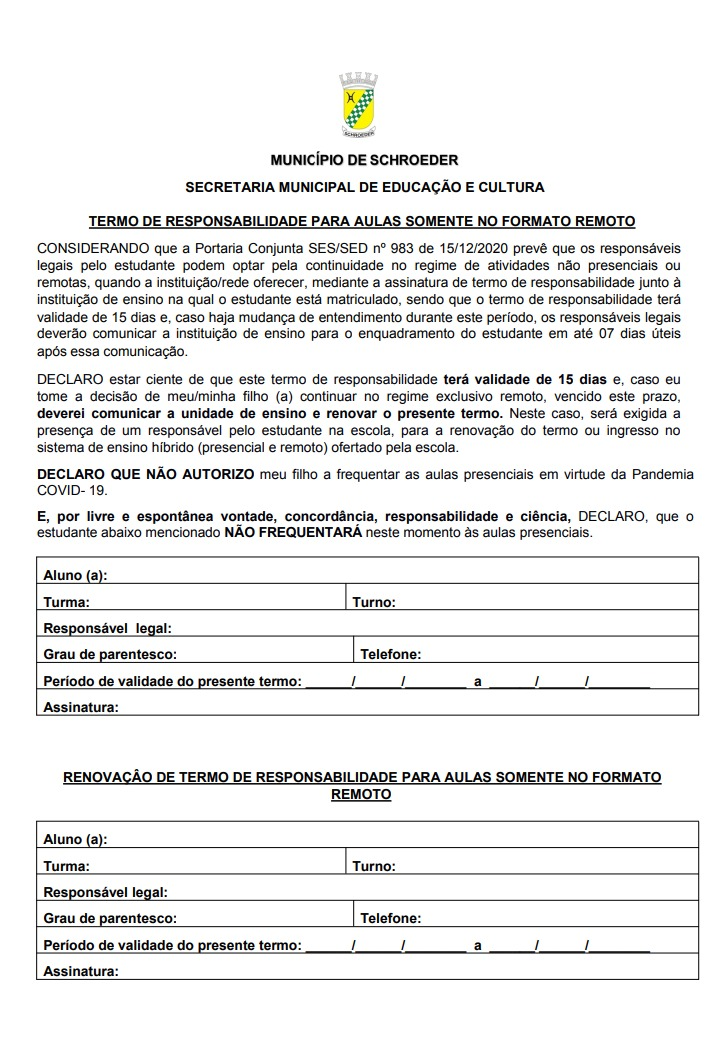 SCHROEDER
MUNICÍPIO DE SCHROEDER
SECRETARIA MUNICIPAL DE EDUCAÇÃO E CULTURA
TERMO DE RESPONSABILIDADE PARA AULAS SOMENTE NO FORMATO REMOTO
CONSIDERANDO que a Portaria Conjunta SES/SED nº 983 de 15/12/2020 prevê que os responsáveis
legais pelo estudante podem optar pela continuidade no regime de atividades não presenciais ou
remotas, quando a instituição/rede oferecer, mediante a assinatura de termo de responsabilidade junto à
instituição de ensino na qual o estudante está matriculado, sendo que o termo de responsabilidade terá
validade de 15 dias e, caso haja mudança de entendimento durante este período, os responsáveis legais
deverão comunicar a instituição de ensino para o enquadramento do estudante em até 07 dias úteis
após essa comunicação.
DECLARO estar ciente de que este termo de responsabilidade terá validade de 15 dias e, caso eu
tome a decisão de meu/minha filho (a) continuar no regime exclusivo remoto, vencido este prazo,
deverei comunicar a unidade de ensino e renovar o presente termo. Neste caso, será exigida a
presença de um responsável pelo estudante na escola, para a renovação do termo ou ingresso no
sistema de ensino híbrido (presencial e remoto) ofertado pela escola.
DECLARO QUE NÃO AUTORIZO meu filho a frequentar as aulas presenciais em virtude da Pandemia
COVID- 19.
E, por livre e espontânea vontade, concordância, responsabilidade e ciência, DECLARO, que o
estudante abaixo mencionado NÃO FREQUENTARÁ neste momento às aulas presenciais.
Aluno (a):
Turma: Turno:
Responsável legal:
Grau de parentesco: Telefone:
Período de validade do presente termo: ______/______/________ a ______/______/________
Assinatura:
RENOVAÇÂO DE TERMO DE RESPONSABILIDADE PARA AULAS SOMENTE NO FORMATO
REMOTO
Aluno (a):
Turma: Turno:
Responsável legal:
Grau de parentesco: Telefone:
Período de validade do presente termo: ______/______/________ a ______/______/________
Assinatura: